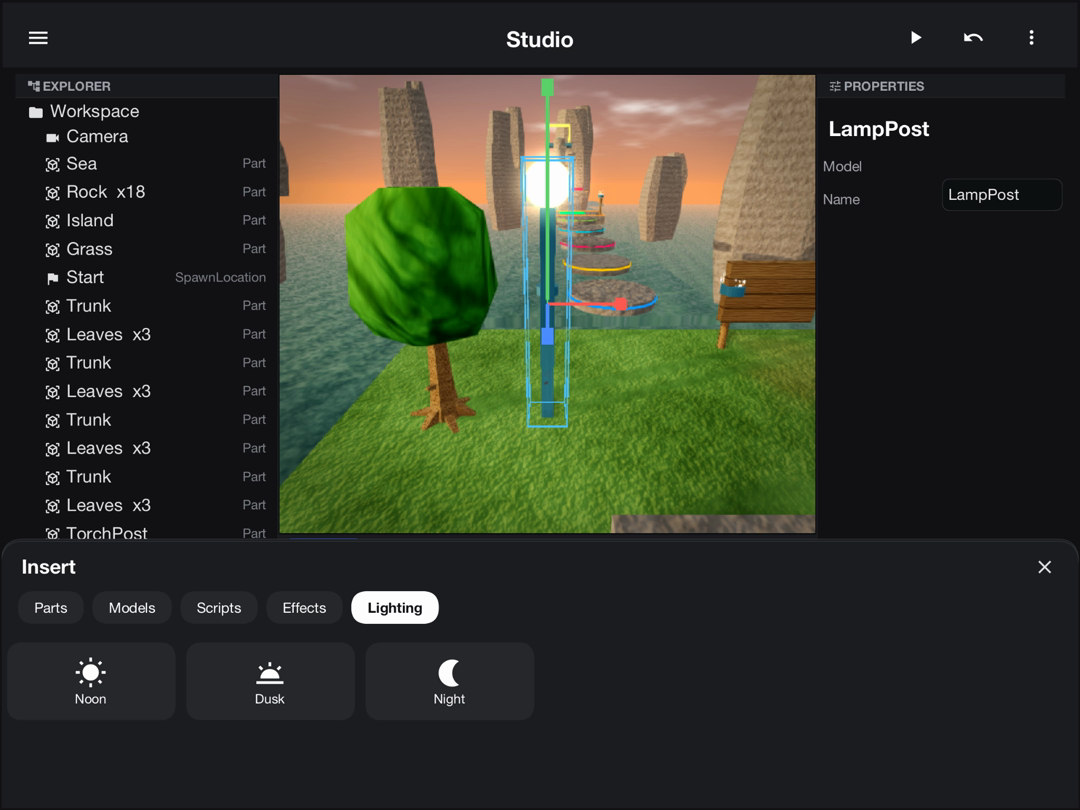 Studio
EXPLORER
Workspace
Camera
Sea Part
Rock x18 Part
Island Part
Grass Part
Start SpawnLocation
Trunk Part
Leaves x3 Part
Trunk Part
Leaves x3 Part
Trunk Part
Leaves x3 Part
Trunk Part
Leaves x3 Part
TorchPost Part
PROPERTIES
LampPost
Model
Name LampPost
Insert
Parts Models Scripts Effects Lighting
Noon Dusk Night